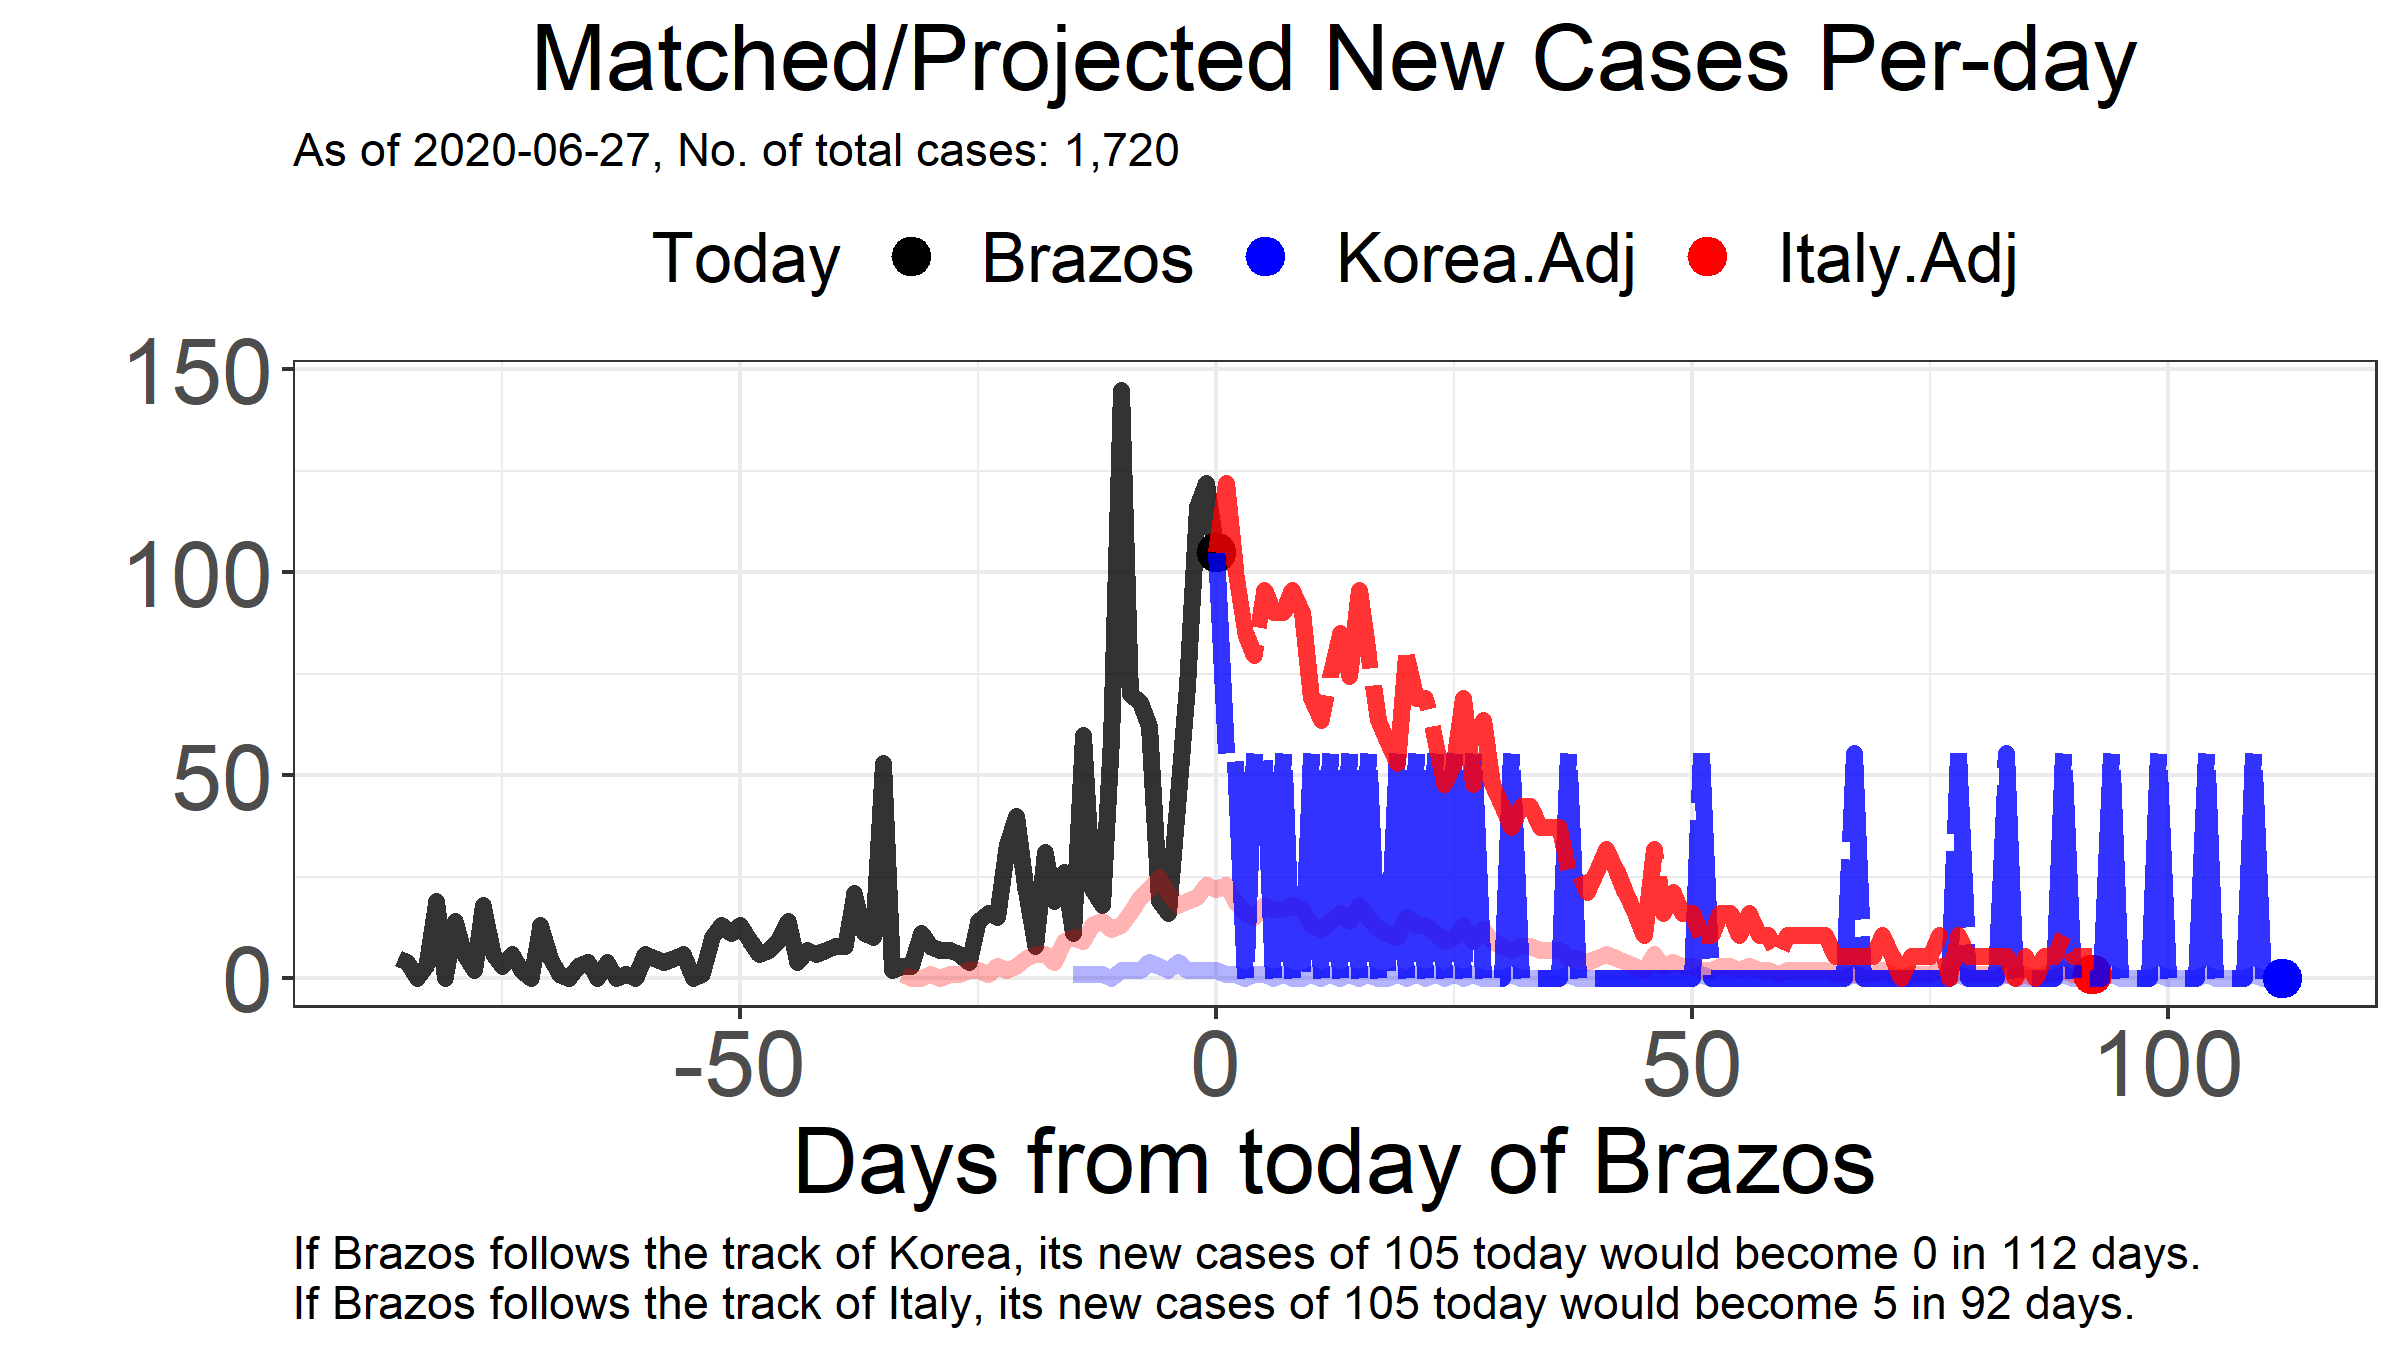 Matched/Projected New Cases Per-day
As of 2020-06-27, No. of total cases: 1,720
Today Brazos Korea.Adj Italy.Adj
150
100
50
0
-50 0 50 100
Days from today of Brazos
If Brazos follows the track of Korea, its new cases of 105 today would become 0 in 112 days.
If Brazos follows the track of Italy, its new cases of 105 today would become 5 in 92 days.